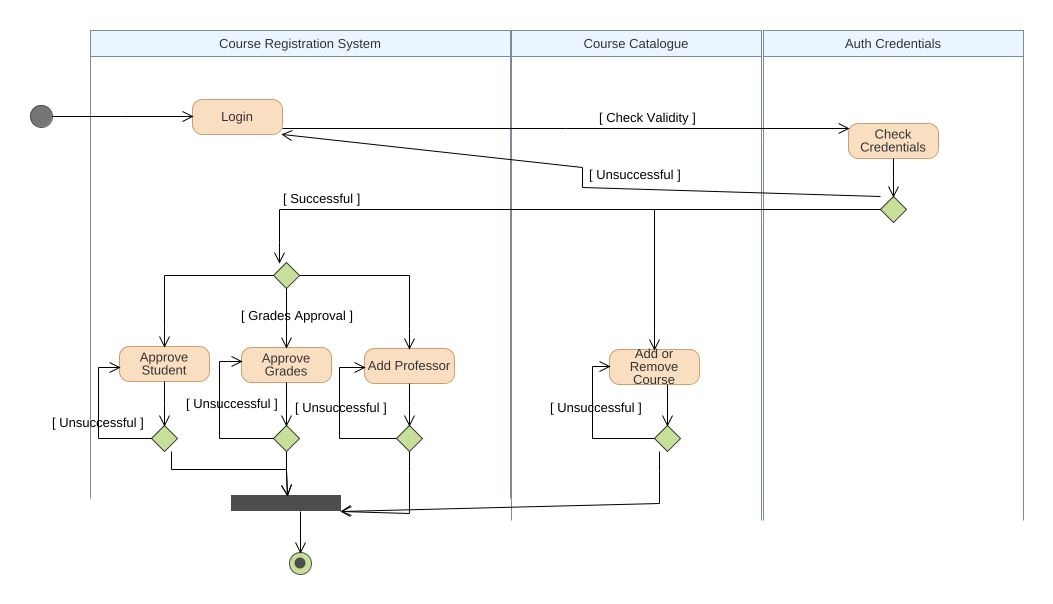 Course Registration System
Course Catalogue
Auth Credentials
Login
[ Check Validity ]
Check
Credentials
[ Unsuccessful ]
[ Successful ]
[ Grades Approval ]
Approve
Student
Approve
Grades
Add Professor
Add or
Remove
Course
[ Unsuccessful ]
[ Unsuccessful ]
[ Unsuccessful ]
[ Unsuccessful ]